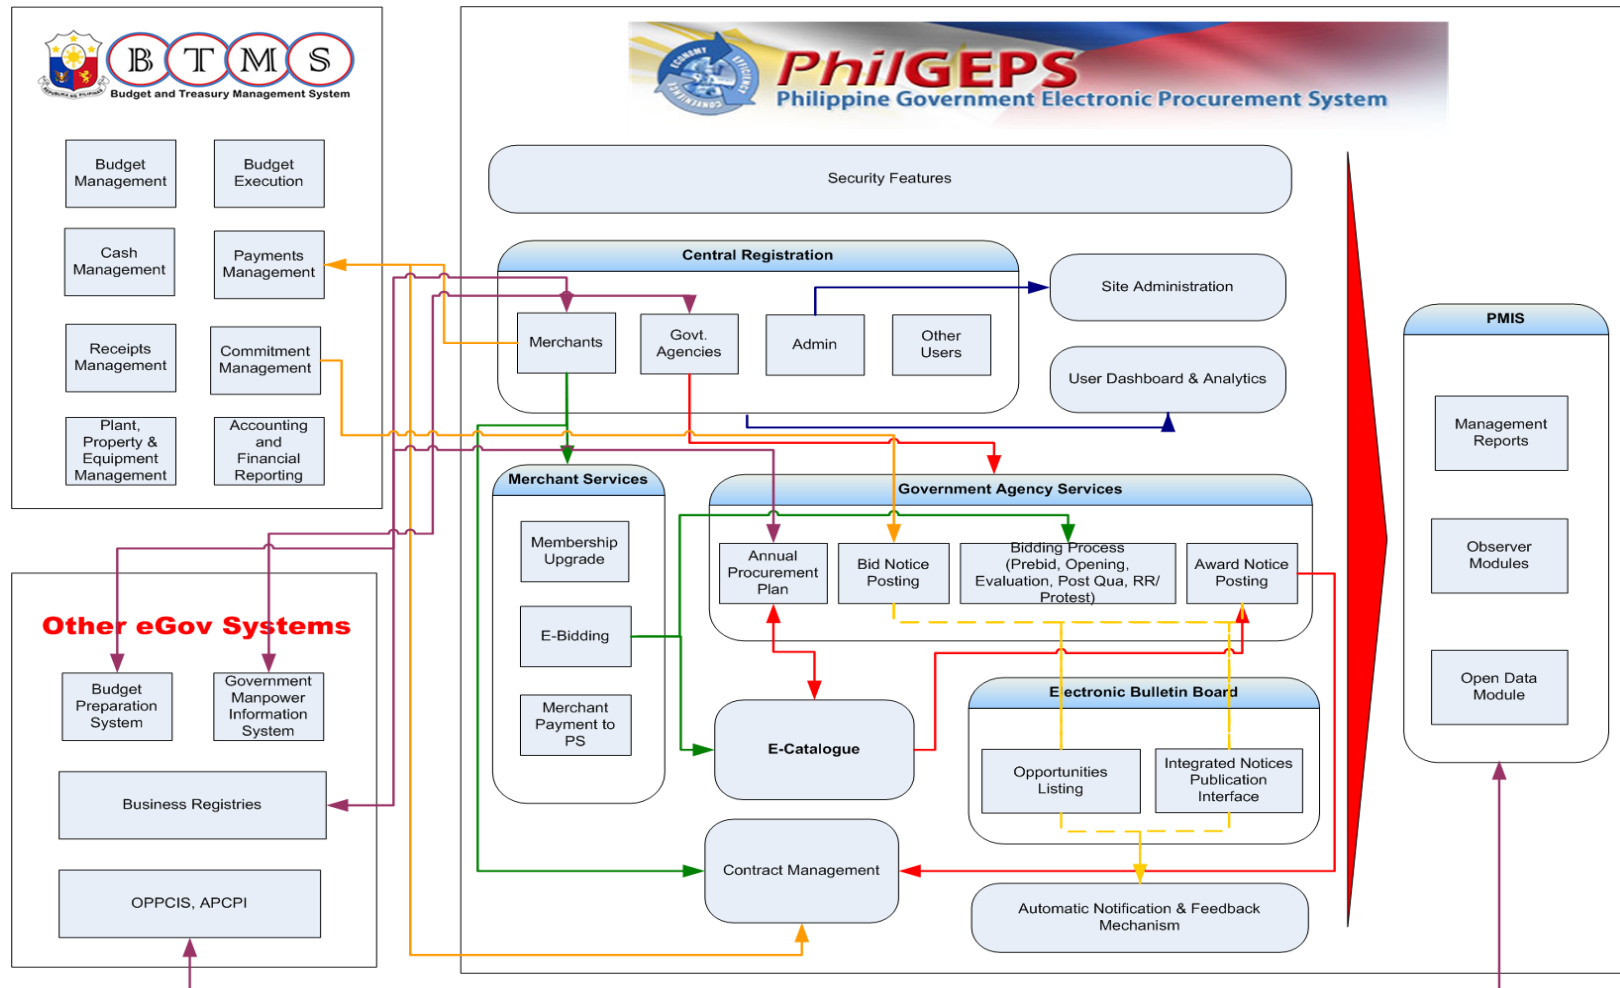 B T M S
REPUBLIKA NG PILIPINAS
Budget and Treasury Management System
Budget
Management
Budget
Execution
Cash
Management
Payments
Management
Receipts
Management
Commitment
Management
Plant,
Property &
Equipment
Management
Accounting
and
Financial
Reporting
Other eGov Systems
Budget
Preparation
System
Government
Manpower
Information
System
Business Registries
OPPCIS, APCPI
ECONOMY
EFFICIENCY
CONVENIENCY
PhilGEPS
Philippine Government Electronic Procurement System
Security Features
Central Registration
Merchants
Govt.
Agencies
Admin
Other
Users
Site Administration
User Dashboard & Analytics
Merchant Services
Membership
Upgrade
E-Bidding
Merchant
Payment to
PS
Government Agency Services
Annual
Procurement
Plan
Bid Notice
Posting
Bidding Process
(Prebid, Opening,
Evaluation, Post Qua, RR/
Protest)
Award Notice
Posting
E-Catalogue
Electronic Bulletin Board
Opportunities
Listing
Integrated Notices
Publication
Interface
Contract Management
Automatic Notification & Feedback
Mechanism
PMIS
Management
Reports
Observer
Modules
Open Data
Module